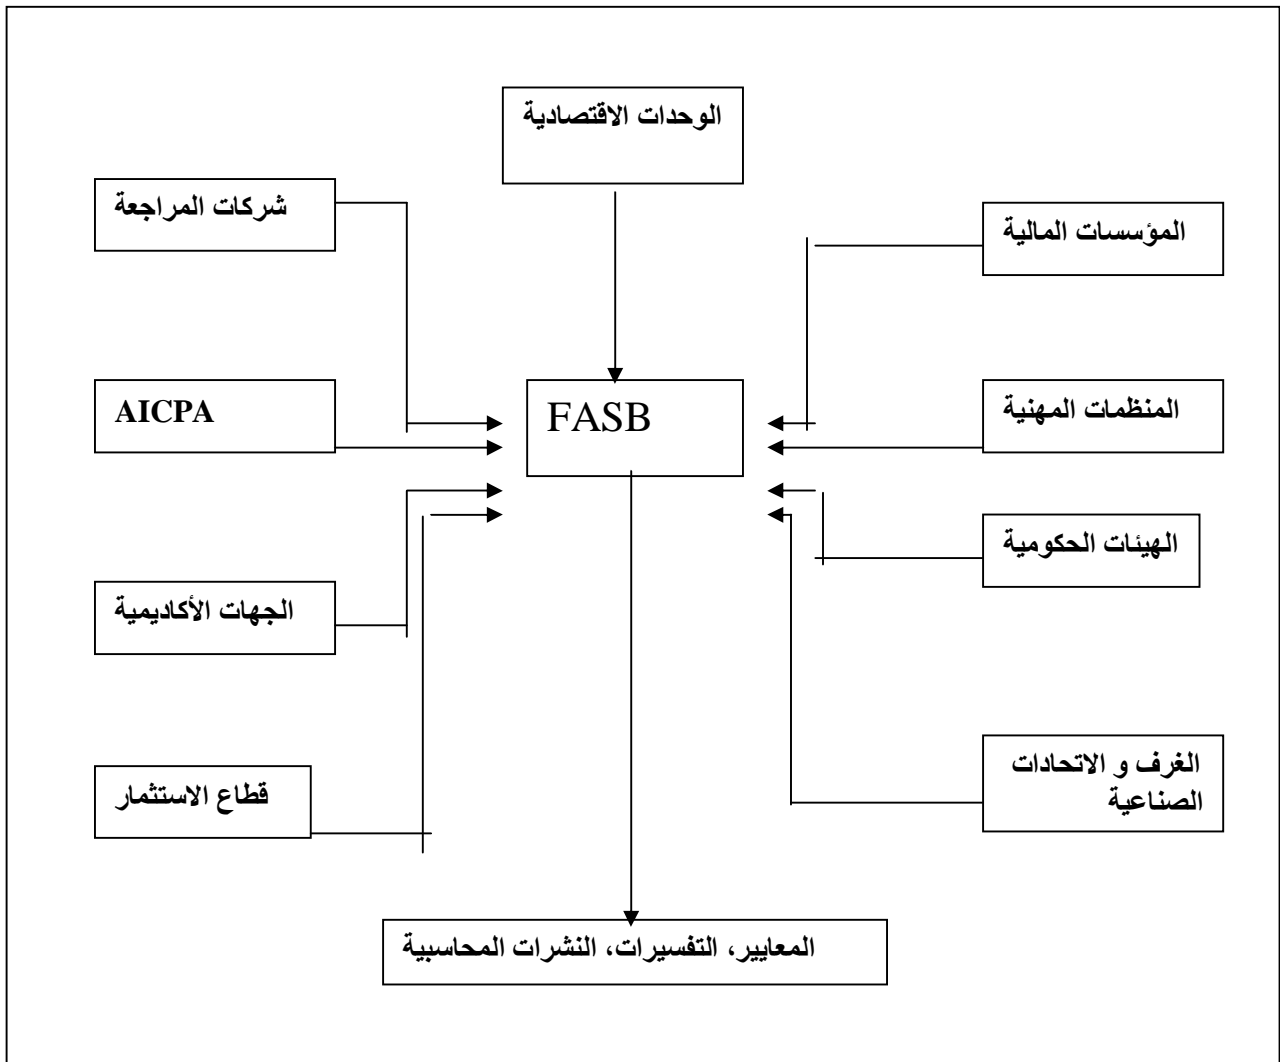 الوحدات الاقتصادية
شركات المراجعة
المؤسسات المالية
AICPA
FASB
المنظمات المهنية
الهيئات الحكومية
الجهات الأكاديمية
الغرف و الاتحادات
الصناعية
قطاع الاستثمار
المعايير، التفسيرات، النشرات المحاسبية